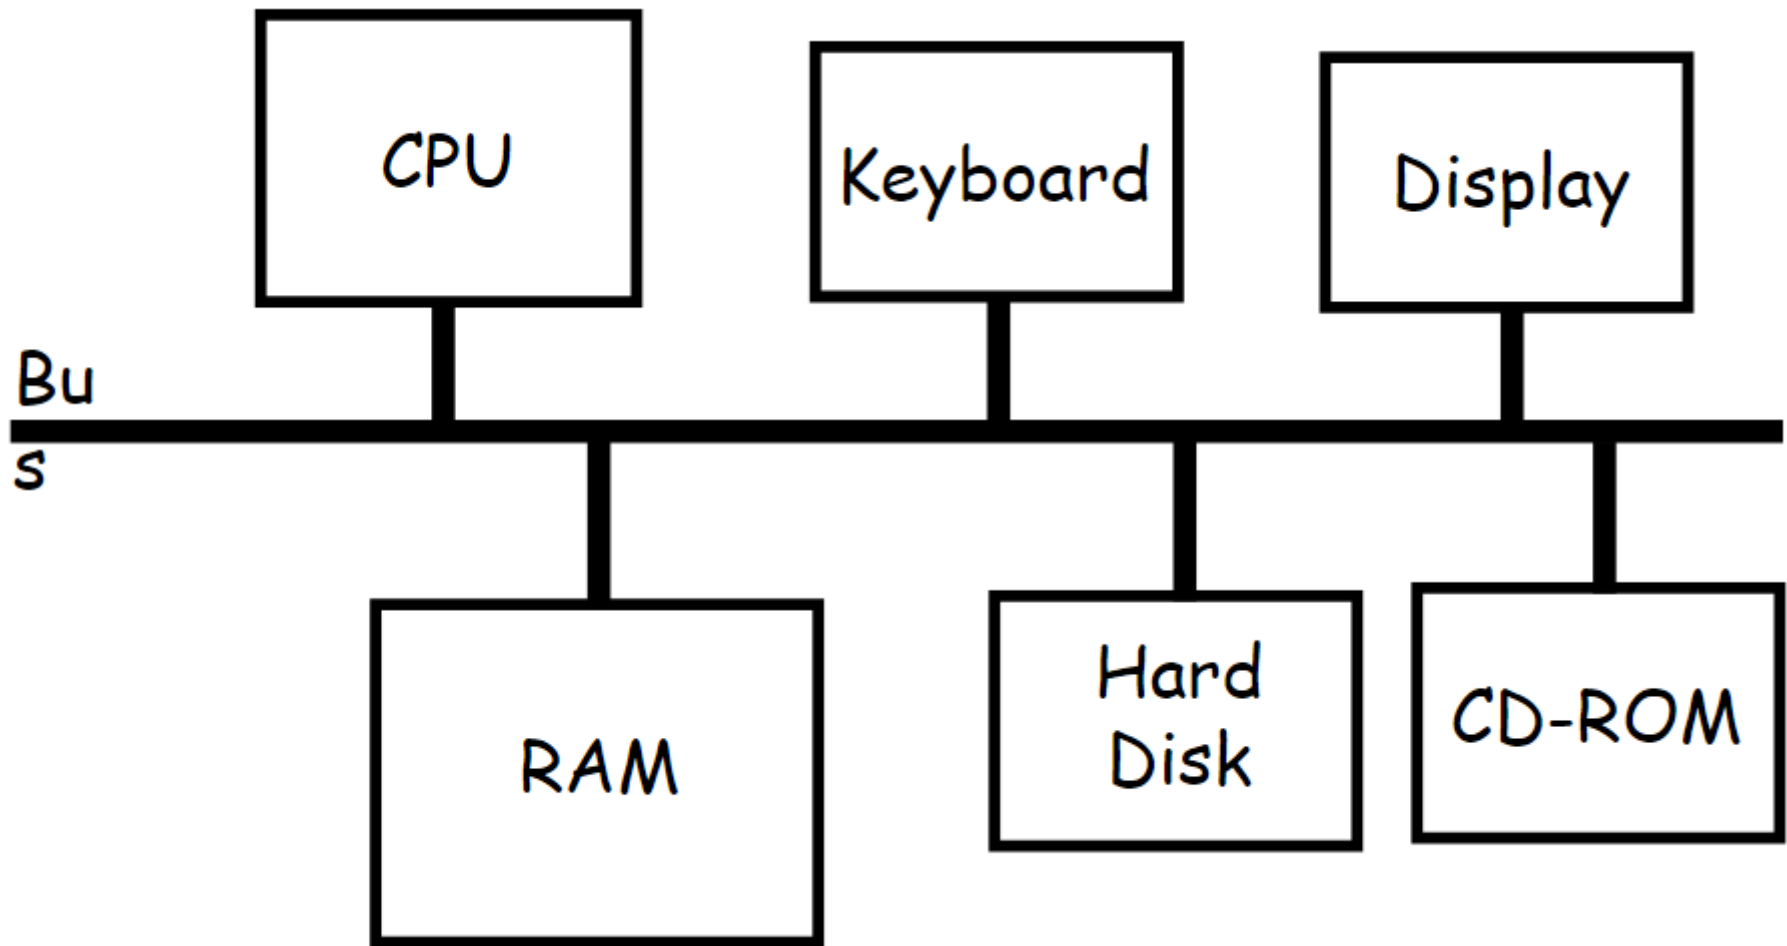 CPU
Keyboard
Display
Bu
s
RAM
Hard
Disk
CD-ROM